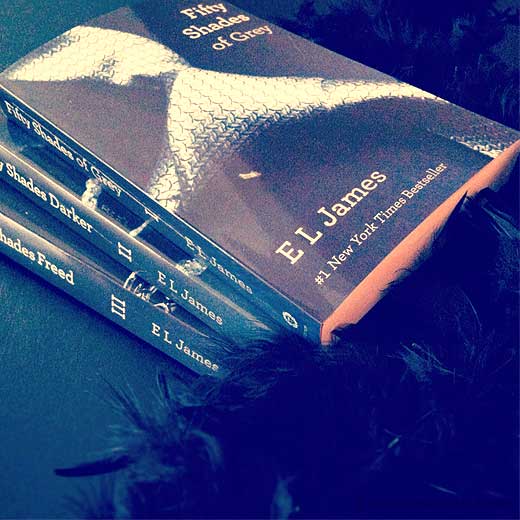 Fifty
Shades
of Grey
E L James
#1 New York Times Bestseller
Fifty Shades of Grey I E L James
Shades Darker II E L James
Shades Freed III E L James